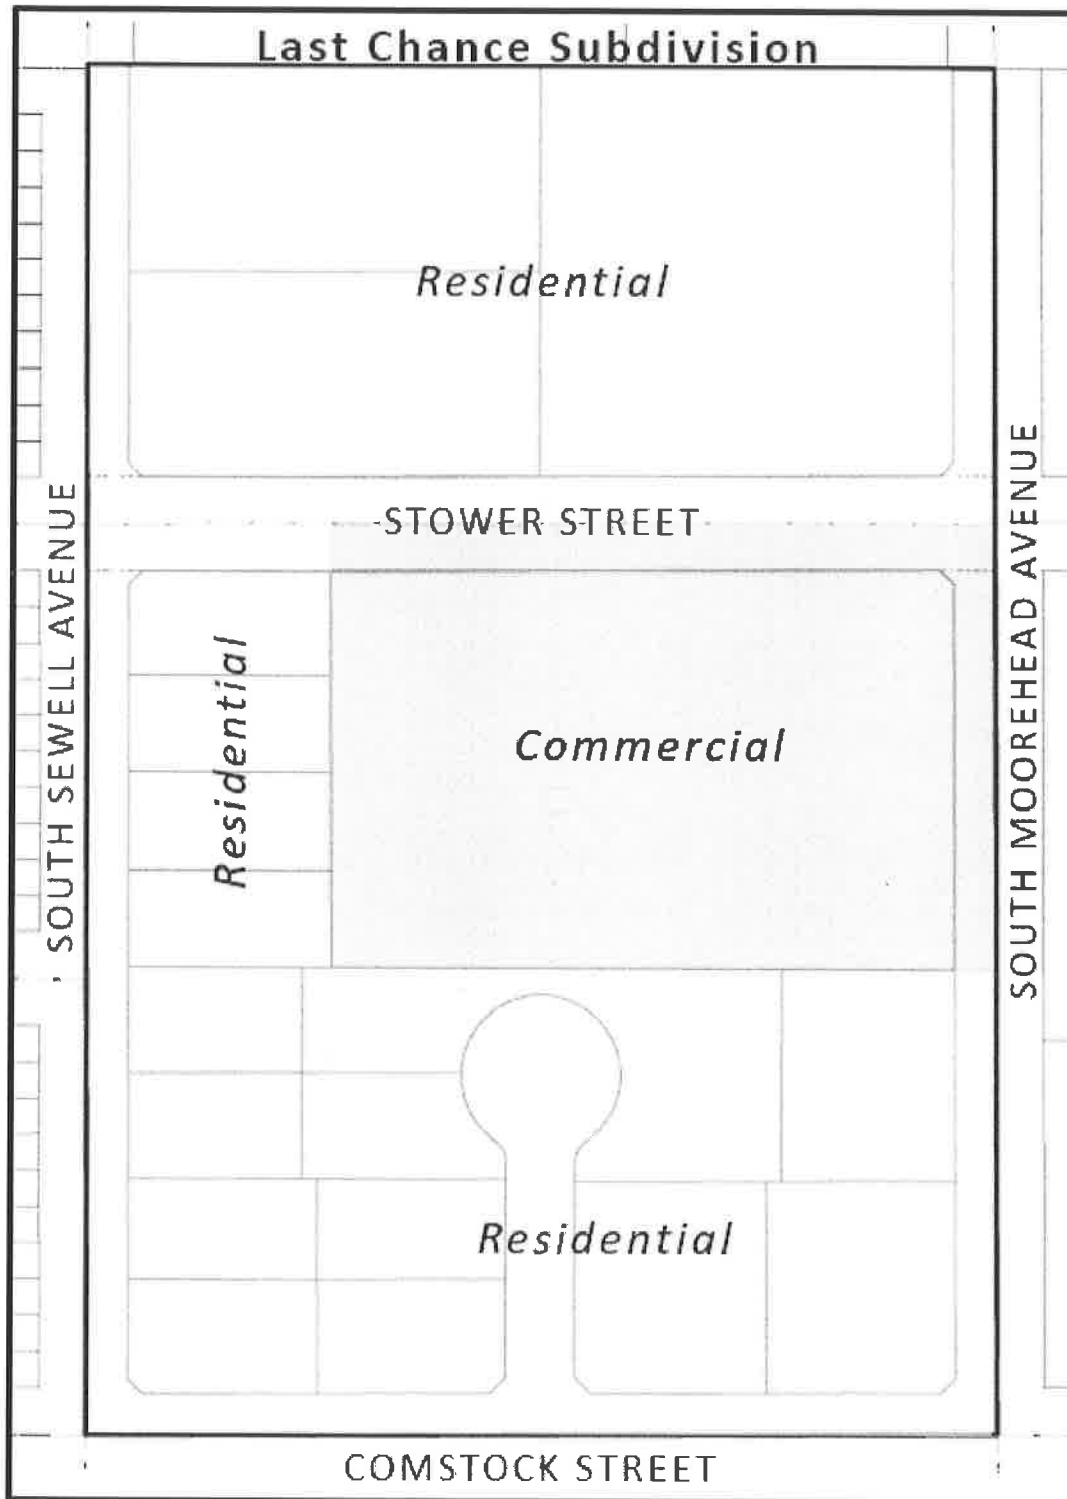 Last Chance Subdivision
Residential
STOWER STREET
SOUTH SEWELL AVENUE
Residential
Commercial
SOUTH MOOREHEAD AVENUE
Residential
COMSTOCK STREET